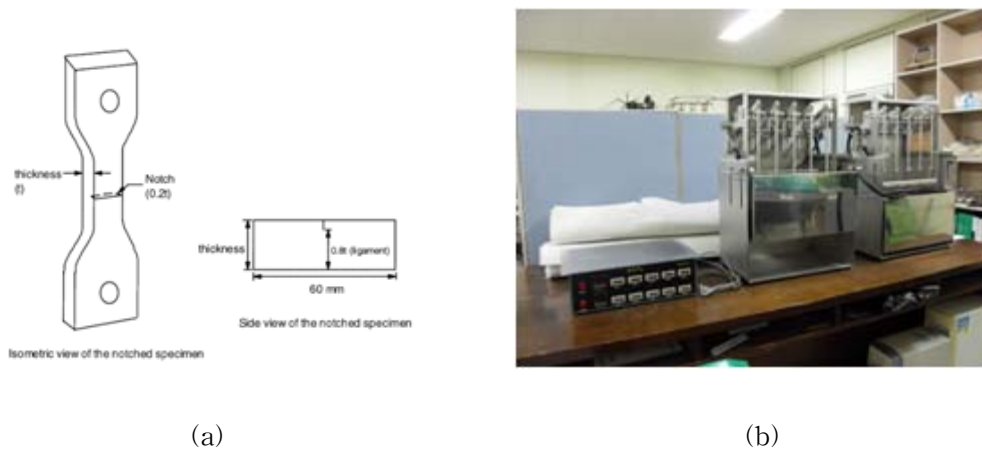 thickness
(t)
Notch
(0.2t)
thickness
0.8t (ligament)
60 mm
Side view of the notched specimen
Isometric view of the notched specimen
(a)
(b)